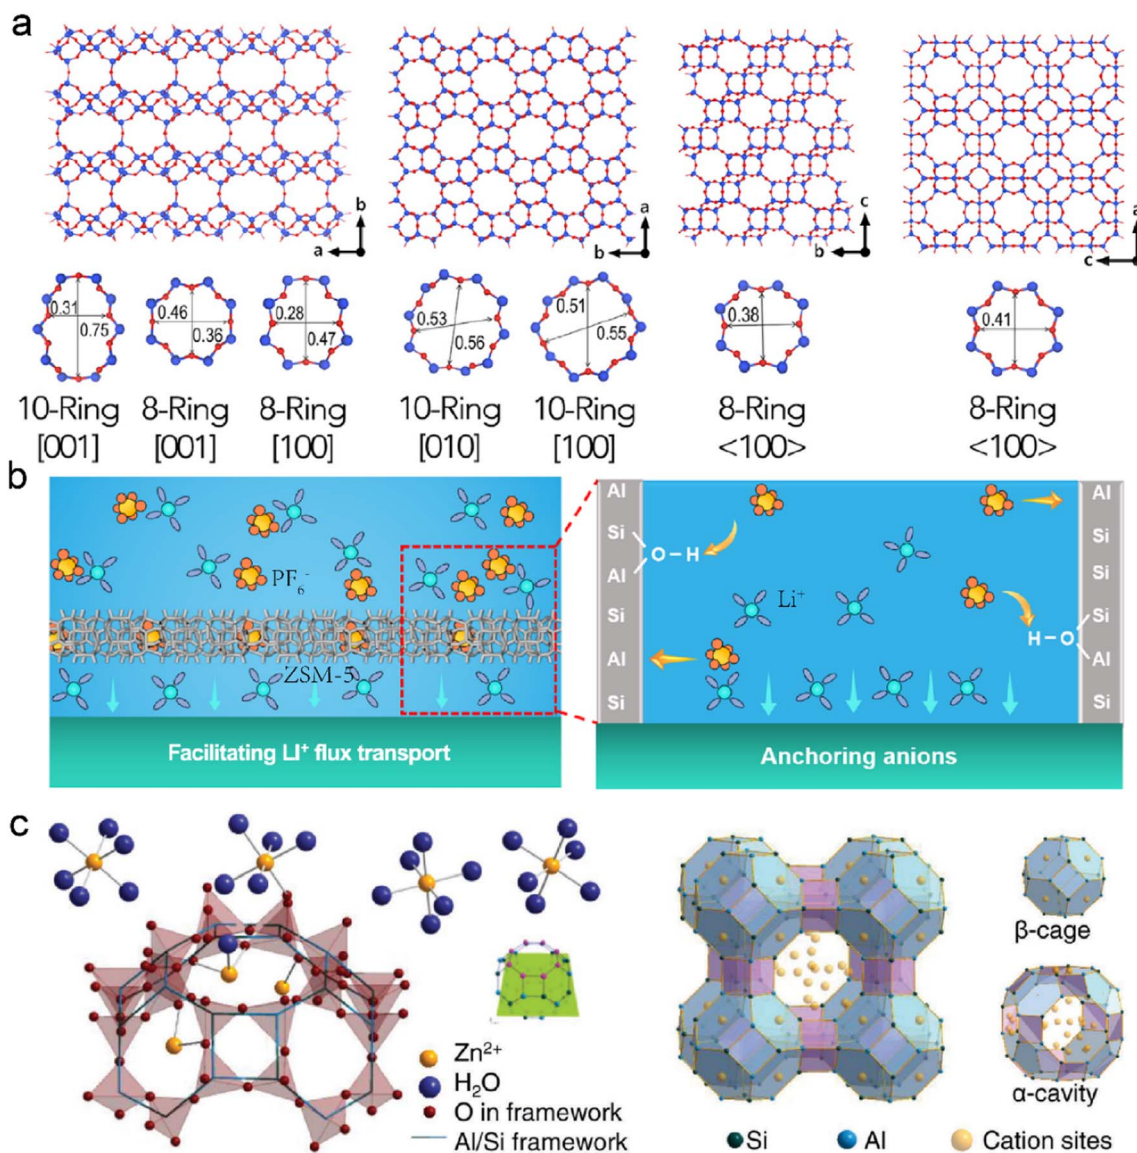 a
b
a
a
b
c
b
a
c
0.31
0.75
0.46
0.36
0.28
0.47
0.53
0.56
0.51
0.55
0.38
0.41
10-Ring 8-Ring 8-Ring 10-Ring 10-Ring 8-Ring 8-Ring
[001] [001] [100] [010] [100] <100> <100>
b
PF6-
ZSM-5
Facilitating LI+ flux transport
Al
Si
Al
Si
Al
Si
O-H
Li+
Al
Si
Si
Si
Al
Si
H-O
Anchoring anions
c
Zn2+
H2O
O in framework
Al/Si framework
β-cage
α-cavity
Si
Al
Cation sites